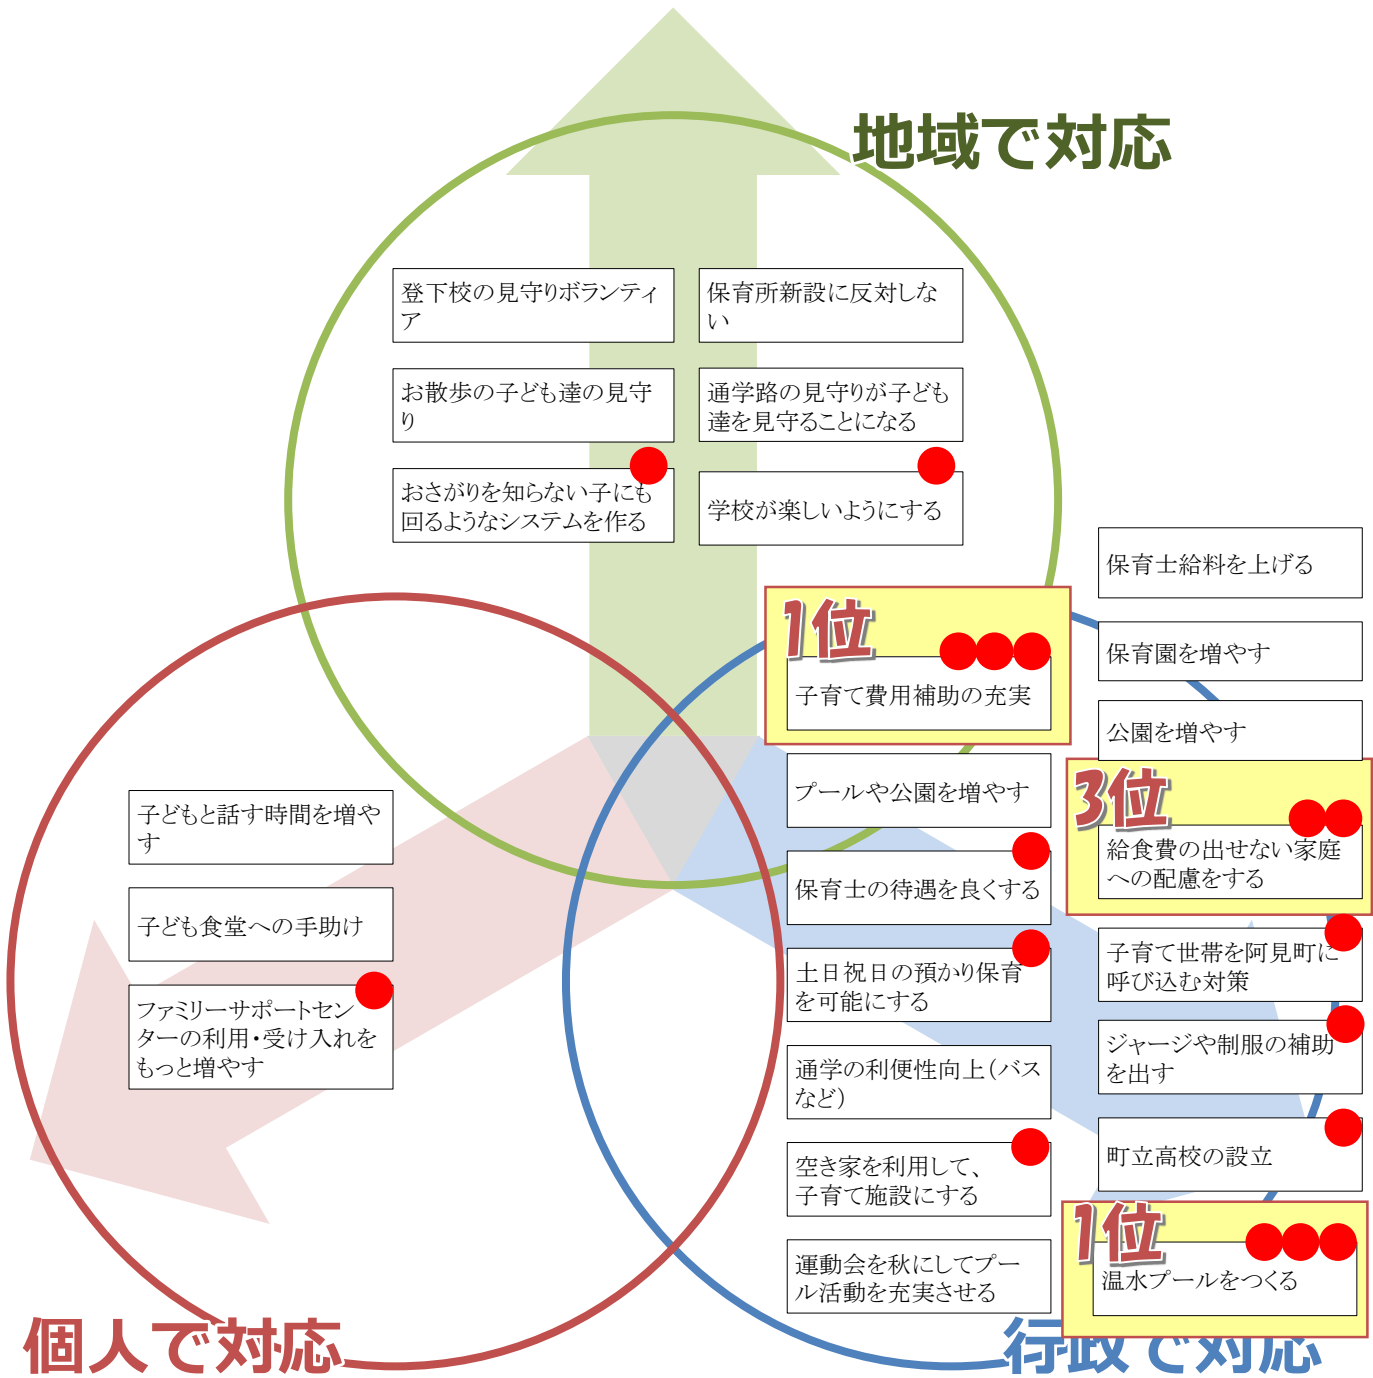 地域で対応
登下校の見守りボランティ
ア
保育所新設に反対しな
い
お散歩の子ども達の見守
り
通学路の見守りが子ども
達を見守ることになる
おさがりを知らない子にも
回るようなシステムを作る
学校が楽しいようにする
1位
子育て費用補助の充実
プールや公園を増やす
保育士の待遇を良くする
土日祝日の預かり保育
を可能にする
通学の利便性向上(バス
など)
空き家を利用して、
子育て施設にする
運動会を秋にしてプー
ル活動を充実させる
保育士給料を上げる
保育園を増やす
公園を増やす
3位
給食費の出せない家庭
への配慮をする
子育て世帯を阿見町に
呼び込む対策
ジャージや制服の補助
を出す
町立高校の設立
1位
温水プールをつくる
行政で対応
子どもと話す時間を増や
す
子ども食堂への手助け
ファミリーサポートセン
ターの利用・受け入れを
もっと増やす
個人で対応